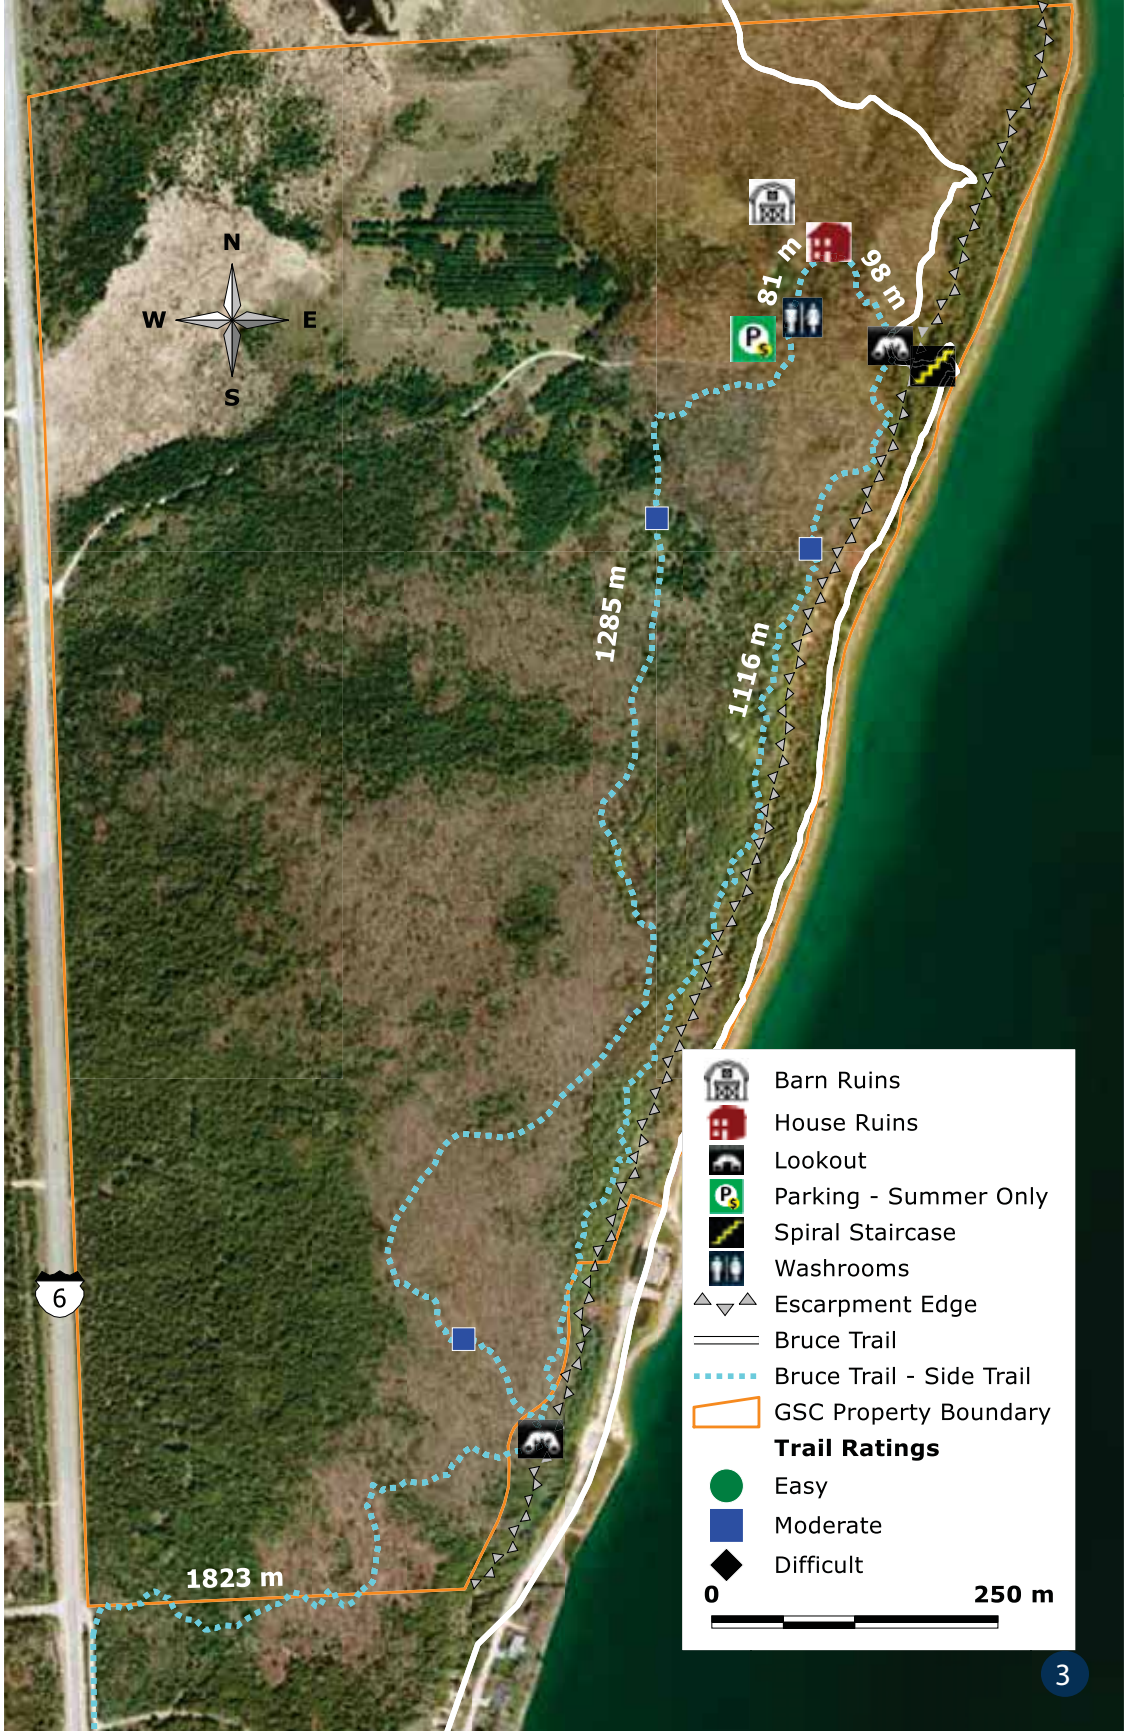 N
W E
S
81 m
98 m
1285 m
1116 m
6
1823 m
Barn Ruins
House Ruins
Lookout
P
$
Parking - Summer Only
Spiral Staircase
Washrooms
Escarpment Edge
Bruce Trail
Bruce Trail - Side Trail
GSC Property Boundary
Trail Ratings
Easy
Moderate
Difficult
0 250 m
3